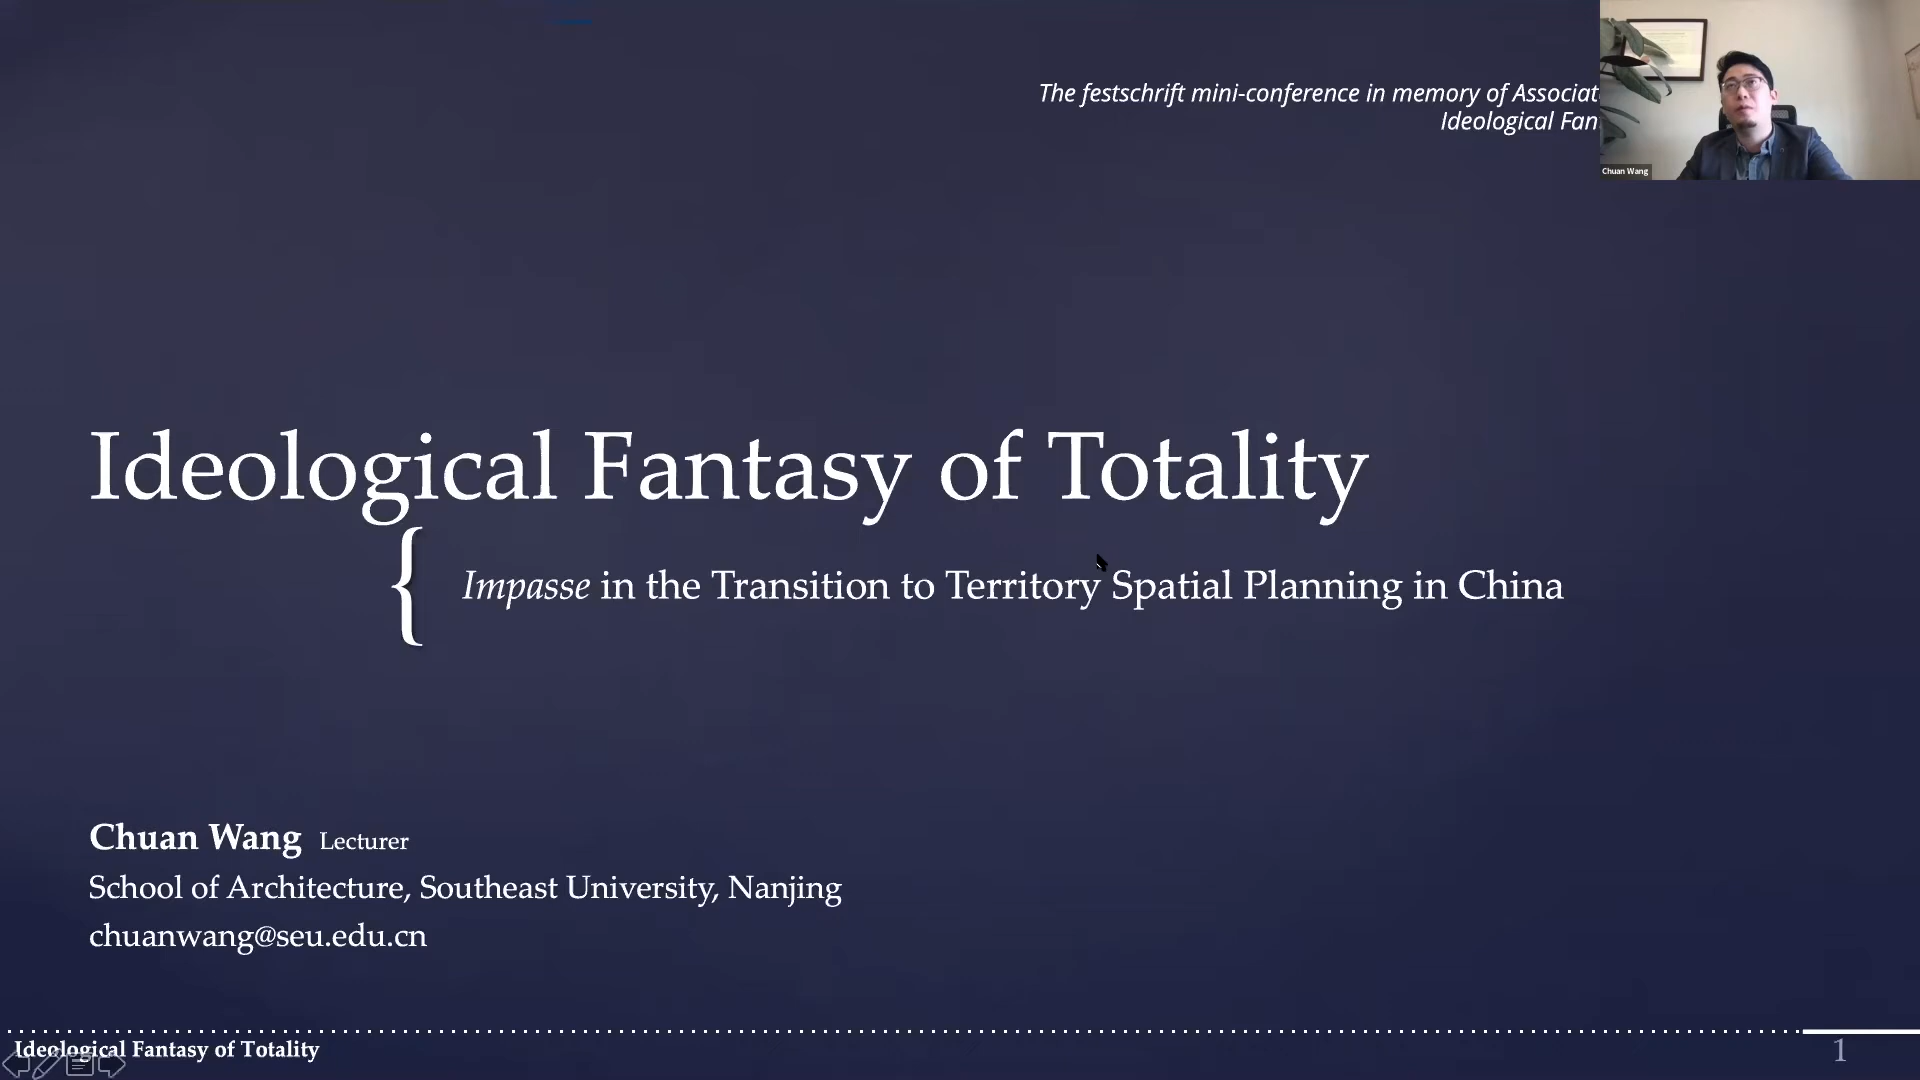 The festschrift mini-conference in memory of Associat
Ideological Fan
Chuan Wang
Ideological Fantasy of Totality
{ Impasse in the Transition to Territory Spatial Planning in China
Chuan Wang Lecturer
School of Architecture, Southeast University, Nanjing
chuanwang@seu.edu.cn
Ideological Fantasy of Totality
1